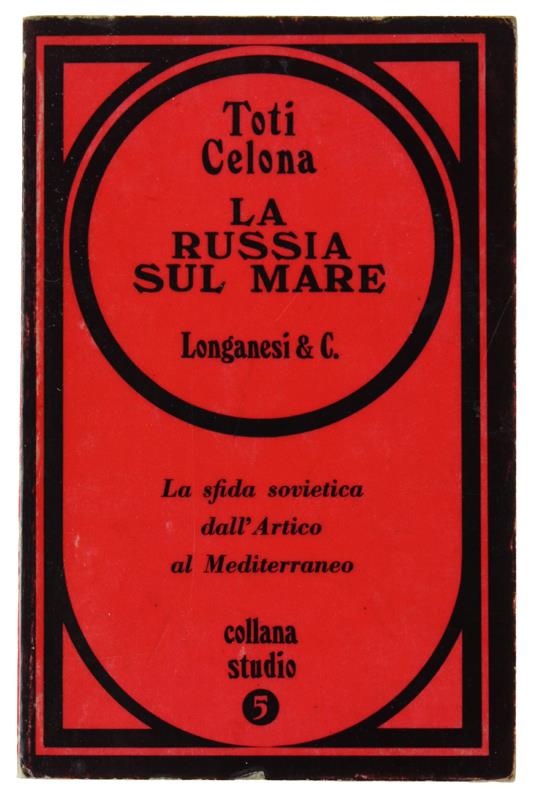 Toti
Celona
LA
RUSSIA
SUL MARE
Longanesi & C.
La sfida sovietica
dall'Artico
al Mediterraneo
collana
studio
5